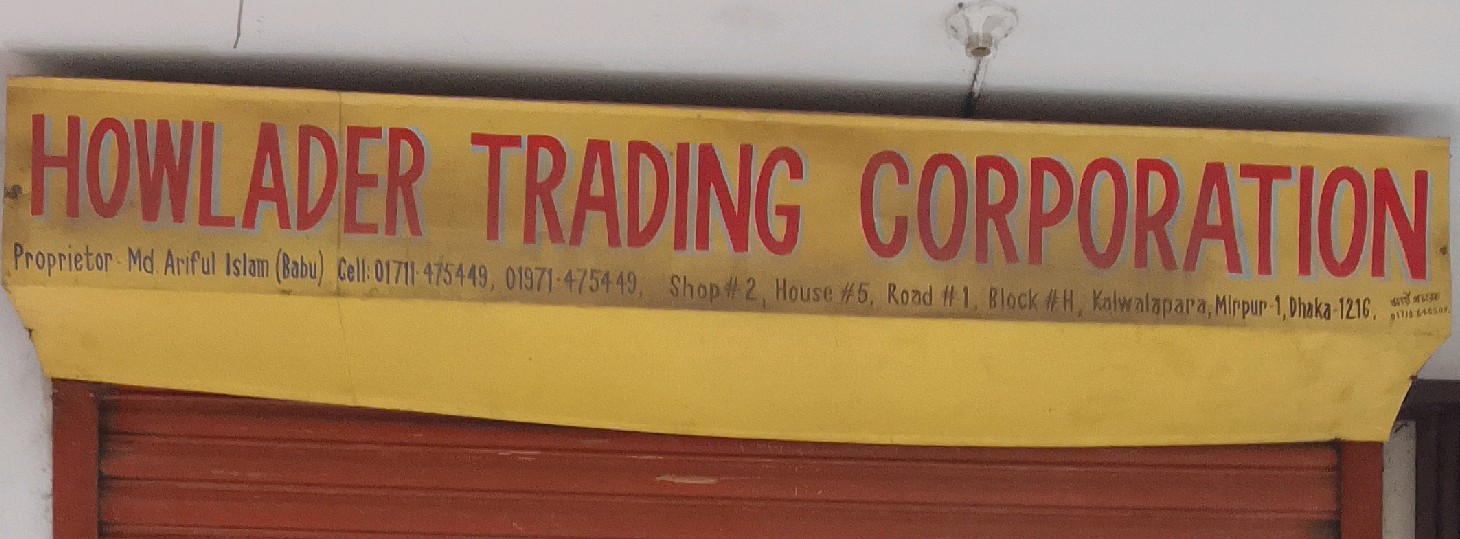 HOWLADER TRADING CORPORATION
Proprietor - Md. Ariful Islam (Babu) Cell: 01711-475449, 01971-475449, Shop # 2, House # 5, Road # 1, Block # H, Kalwalapara, Mirpur-1, Dhaka-1216.